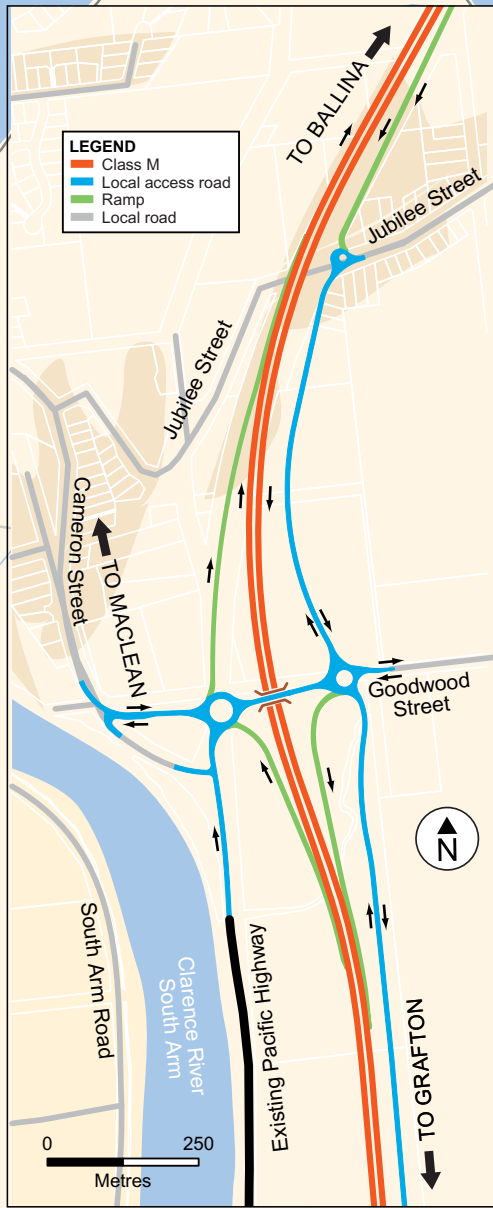 TO BALLINA
LEGEND
Class M
Local access road
Ramp
Local road
Jubilee Street
Jubilee Street
Cameron Street
TO MACLEAN
Goodwood
Street
N
South Arm Road
Clarence River
South Arm
Existing Pacific Highway
TO GRAFTON
0 250
Metres